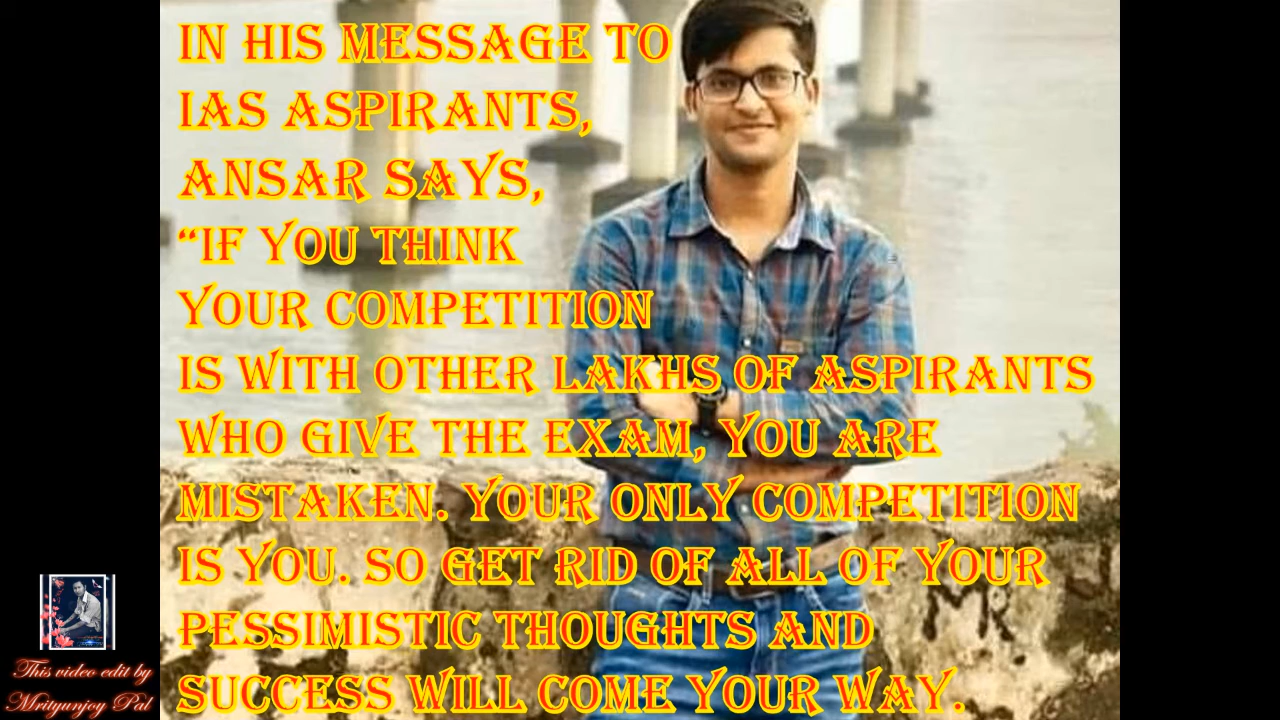 IN HIS MESSAGE TO
IAS ASPIRANTS,
ANSAR SAYS,
“IF YOU THINK
YOUR COMPETITION
IS WITH OTHER LAKHS OF ASPIRANTS
WHO GIVE THE EXAM, YOU ARE
MISTAKEN. YOUR ONLY COMPETITION
IS YOU. SO GET RID OF ALL OF YOUR
PESSIMISTIC THOUGHTS AND
SUCCESS WILL COME YOUR WAY.
This video edit by
Mrityunjoy Pal